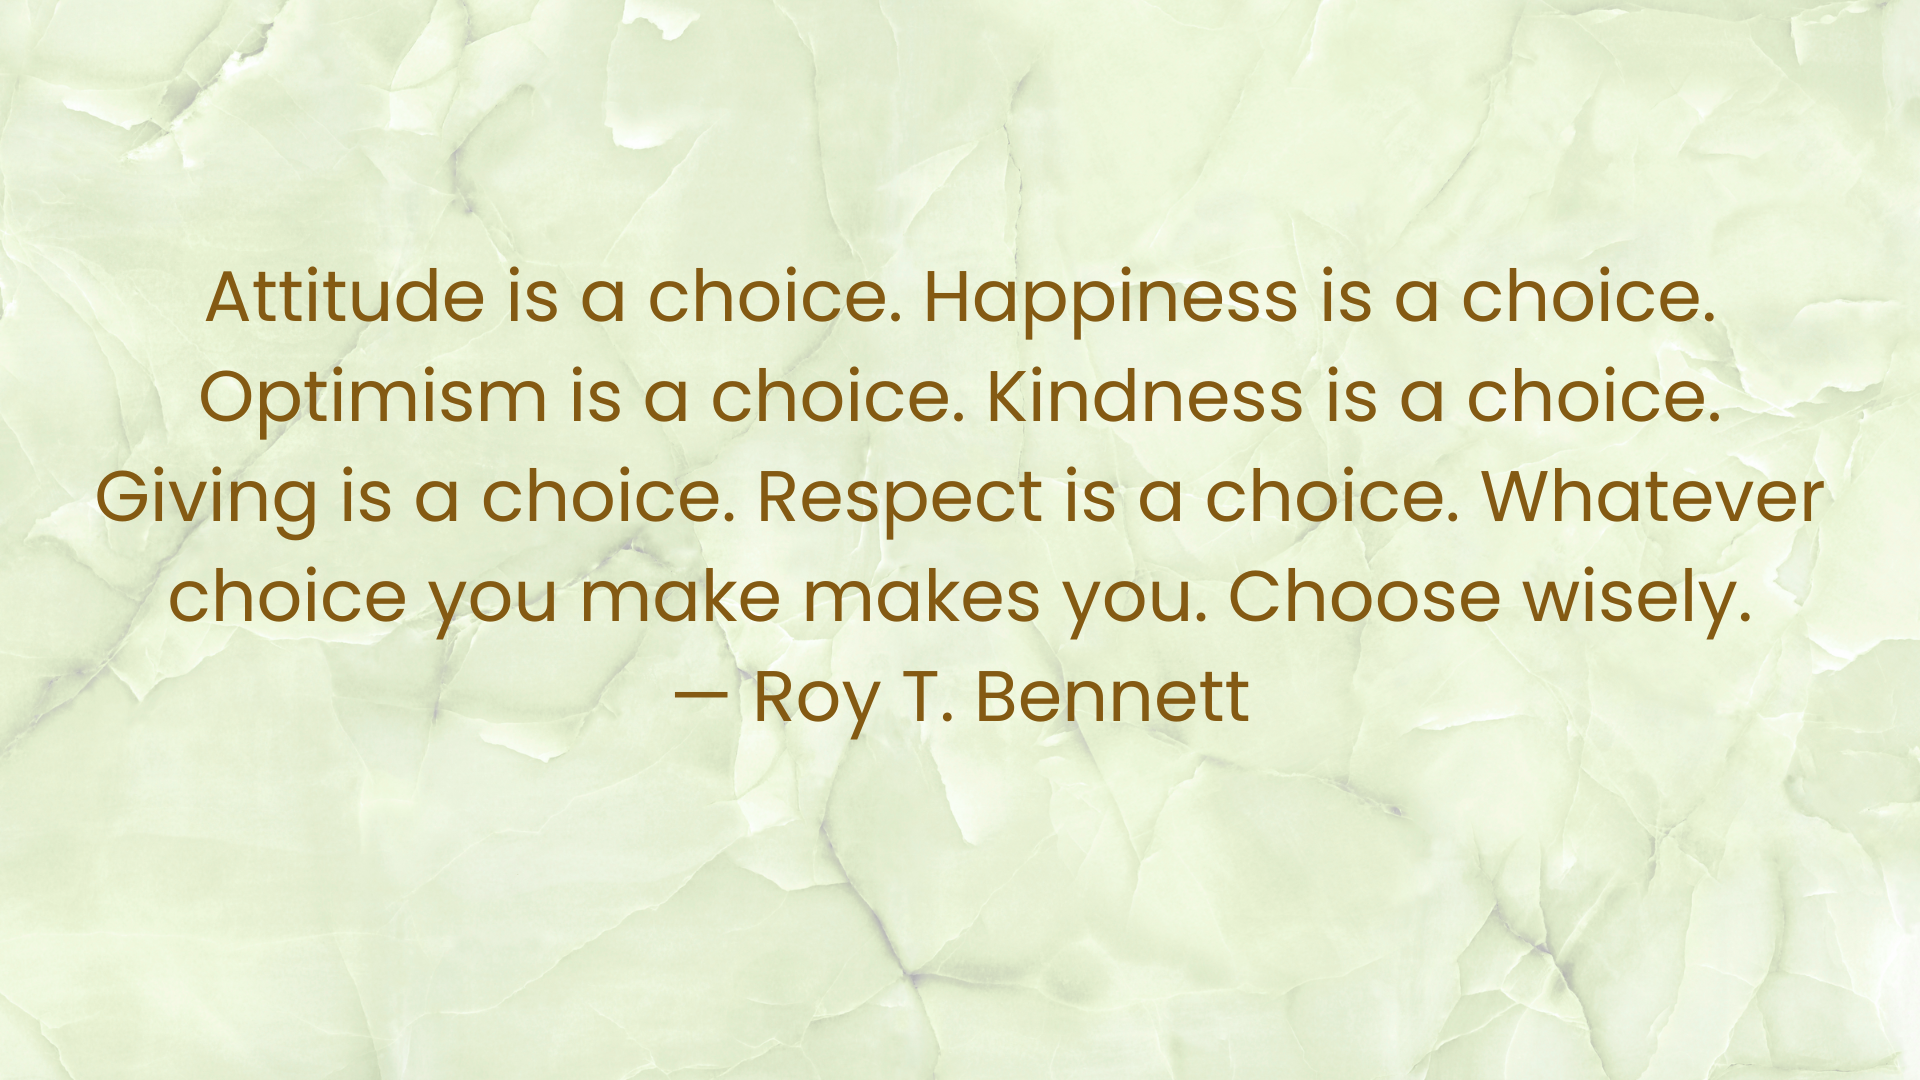 Attitude is a choice. Happiness is a choice.
Optimism is a choice. Kindness is a choice.
Giving is a choice. Respect is a choice. Whatever
choice you make makes you. Choose wisely.
— Roy T. Bennett